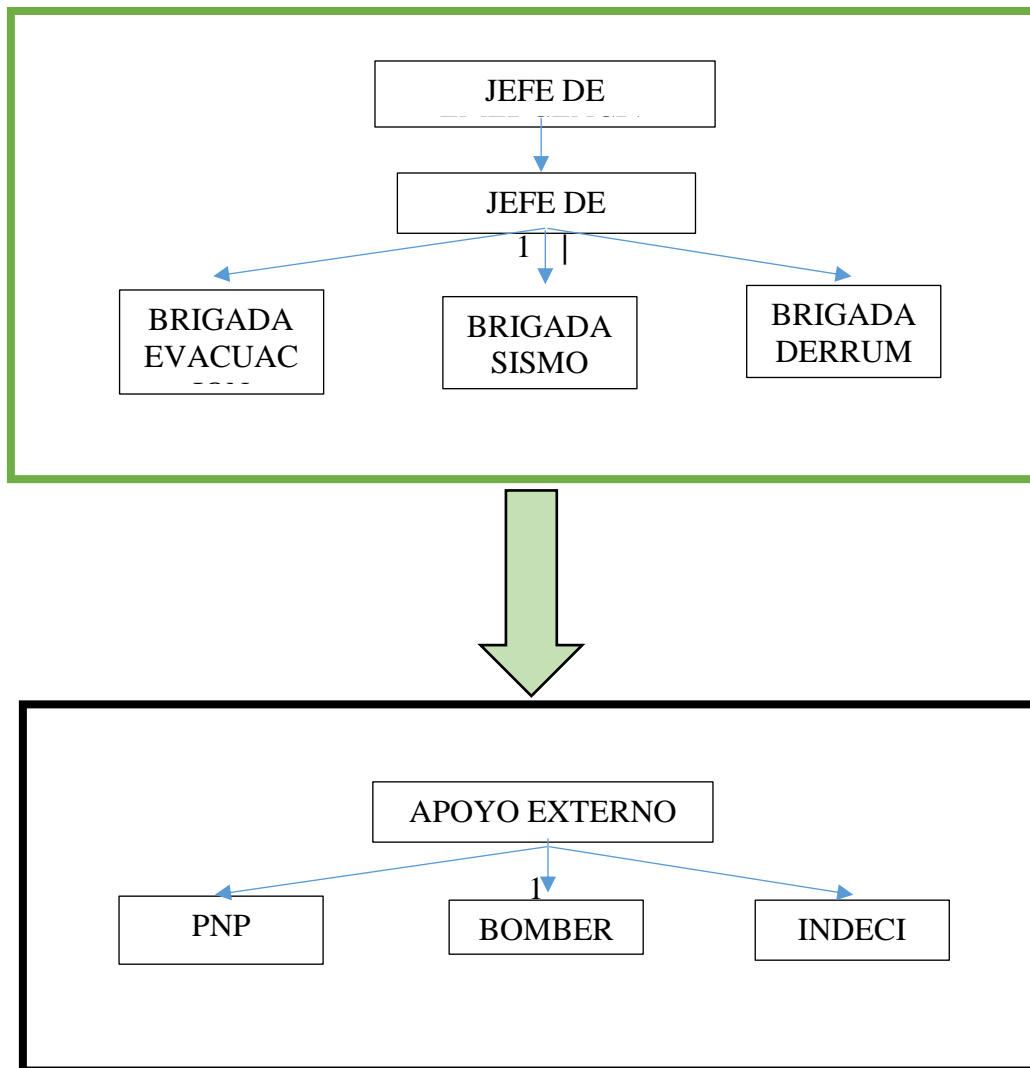 JEFE DE
JEFE DE
1
BRIGADA
EVACUAC
BRIGADA
SISMO
BRIGADA
DERRUM
APOYO EXTERNO
1
PNP
BOMBER
INDECI